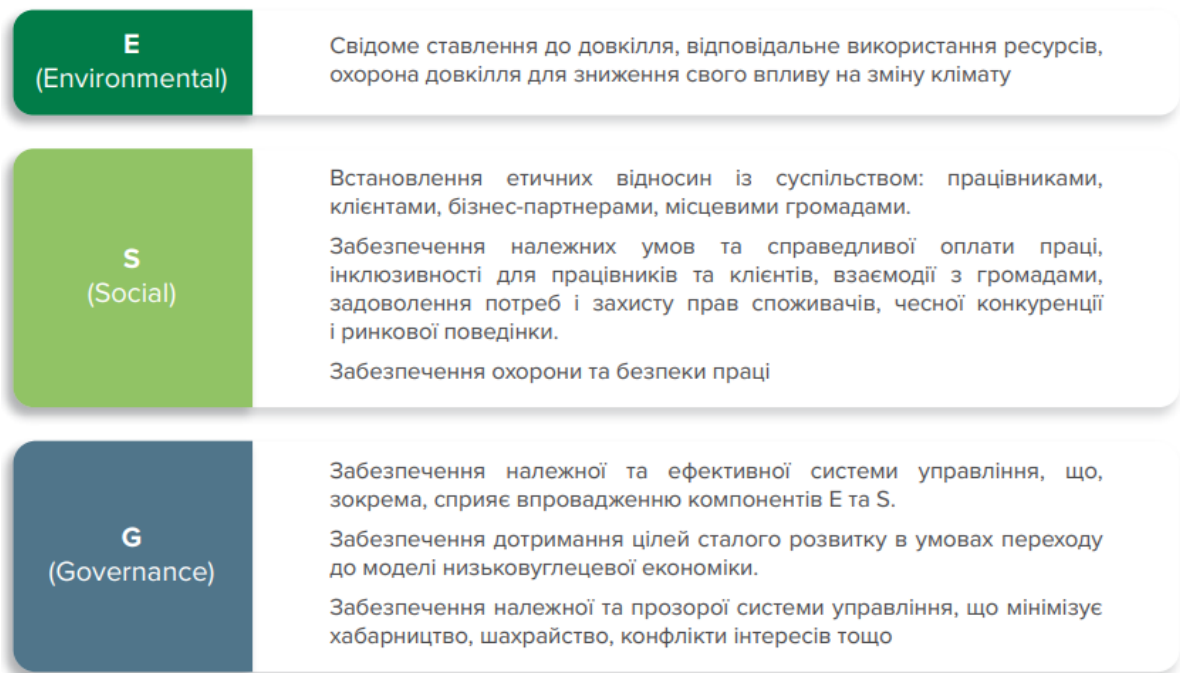 E
(Environmental)
Свідоме ставлення до довкілля, відповідальне використання ресурсів,
охорона довкілля для зниження свого впливу на зміну клімату
S
(Social)
Встановлення етичних відносин із суспільством: працівниками,
клієнтами, бізнес-партнерами, місцевими громадами.
Забезпечення належних умов та справедливої оплати праці,
інклюзивності для працівників та клієнтів, взаємодії з громадами,
задоволення потреб і захисту прав споживачів, чесної конкуренції
і ринкової поведінки.
Забезпечення охорони та безпеки праці
G
(Governance)
Забезпечення належної та ефективної системи управління, що,
зокрема, сприяє впровадженню компонентів E та S.
Забезпечення дотримання цілей сталого розвитку в умовах переходу
до моделі низьковуглецевої економіки.
Забезпечення належної та прозорої системи управління, що мінімізує
хабарництво, шахрайство, конфлікти інтересів тощо